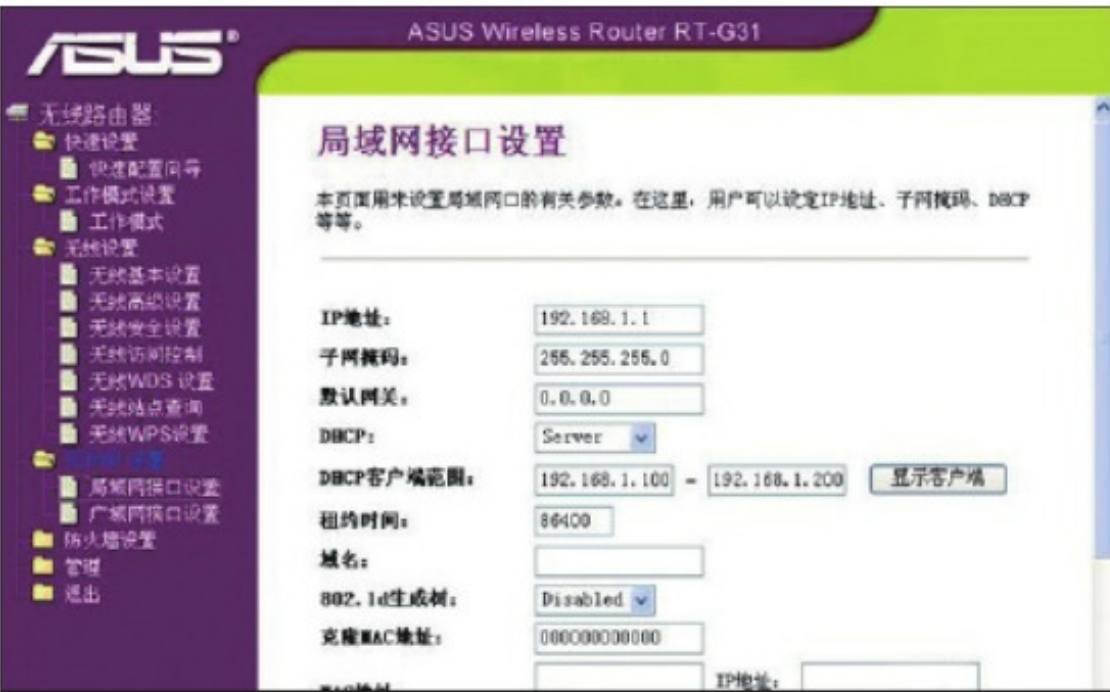 ASUS
ASUS Wireless Router RT-G31
无线路由器
快速设置
快速配置向导
工作模式设置
工作模式
无线设置
无线基本设置
无线高级设置
无线安全设置
无线访问控制
无线WDS 设置
无线站点查询
无线WPS设置
局域网接口设置
广域网接口设置
防火墙设置
管理
退出
局域网接口设置
本页面用来设置局域网口的有关参数。在这里,用户可以设定IP地址、子网掩码、DHCP
等等。
IP地址: 192.168.1.1
子网掩码: 255.255.255.0
默认网关: 0.0.0.0
DHCP: Server
DHCP客户端范围: 192.168.1.100 - 192.168.1.200 显示客户端
租约时间: 86400
域名:
802.1d生成树: Disabled
克隆MAC地址: 000000000000
IP地址: